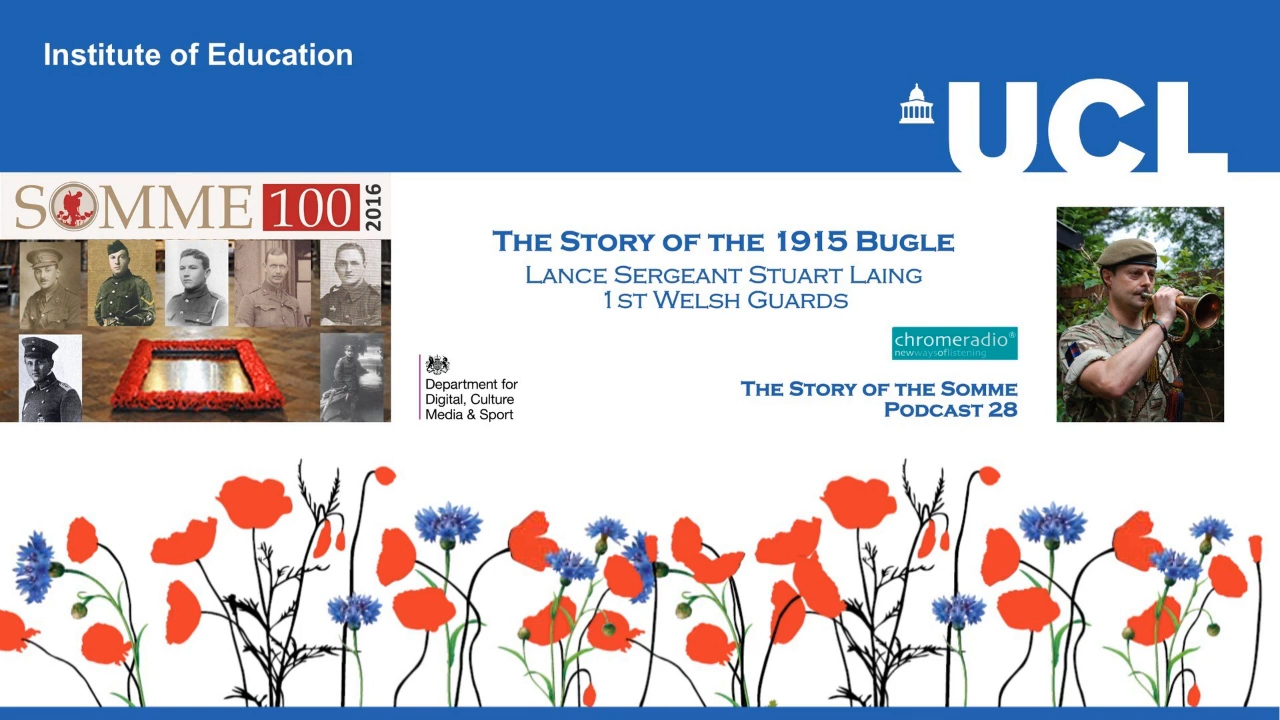 Institute of Education
UCL
SOMME 100 2016
THE STORY OF THE 1915 BUGLE
LANCE SERGEANT STUART LAING
1ST WELSH GUARDS
chromeradio®
newwaysoflistening
Department for
Digital, Culture
Media & Sport
THE STORY OF THE SOMME
PODCAST 28